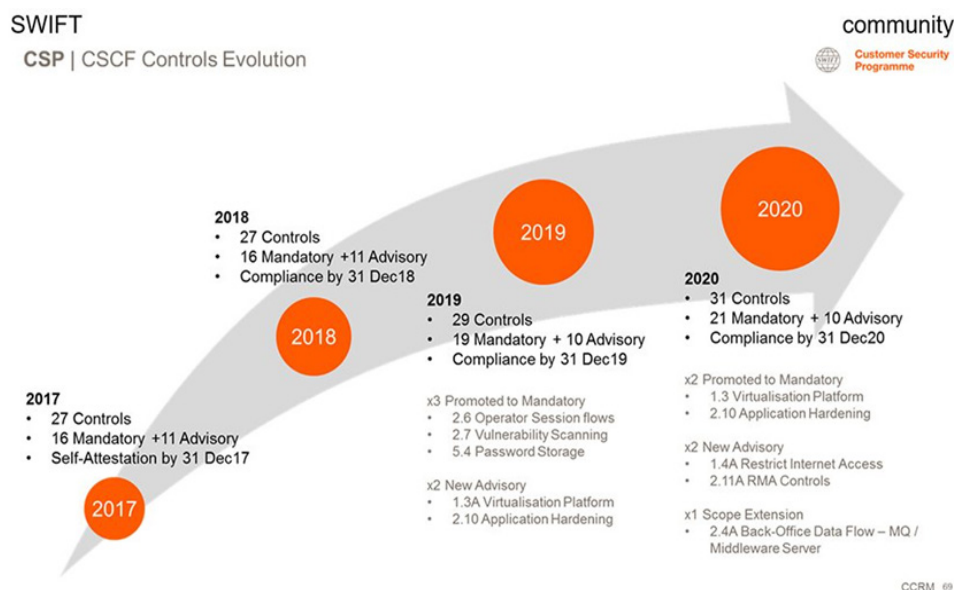 SWIFT
community
CSP | CSCF Controls Evolution
SWIFT
Customer Security
Programme
2017
• 27 Controls
• 16 Mandatory +11 Advisory
• Self-Attestation by 31 Dec17
2017
2018
• 27 Controls
• 16 Mandatory +11 Advisory
• Compliance by 31 Dec18
2018
2019
2019
• 29 Controls
• 19 Mandatory + 10 Advisory
• Compliance by 31 Dec19
x3 Promoted to Mandatory
• 2.6 Operator Session flows
• 2.7 Vulnerability Scanning
• 5.4 Password Storage
x2 New Advisory
• 1.3A Virtualisation Platform
• 2.10 Application Hardening
2020
2020
• 31 Controls
• 21 Mandatory + 10 Advisory
• Compliance by 31 Dec20
x2 Promoted to Mandatory
• 1.3 Virtualisation Platform
• 2.10 Application Hardening
x2 New Advisory
• 1.4A Restrict Internet Access
• 2.11A RMA Controls
x1 Scope Extension
• 2.4A Back-Office Data Flow – MQ /
Middleware Server
CCRM 69